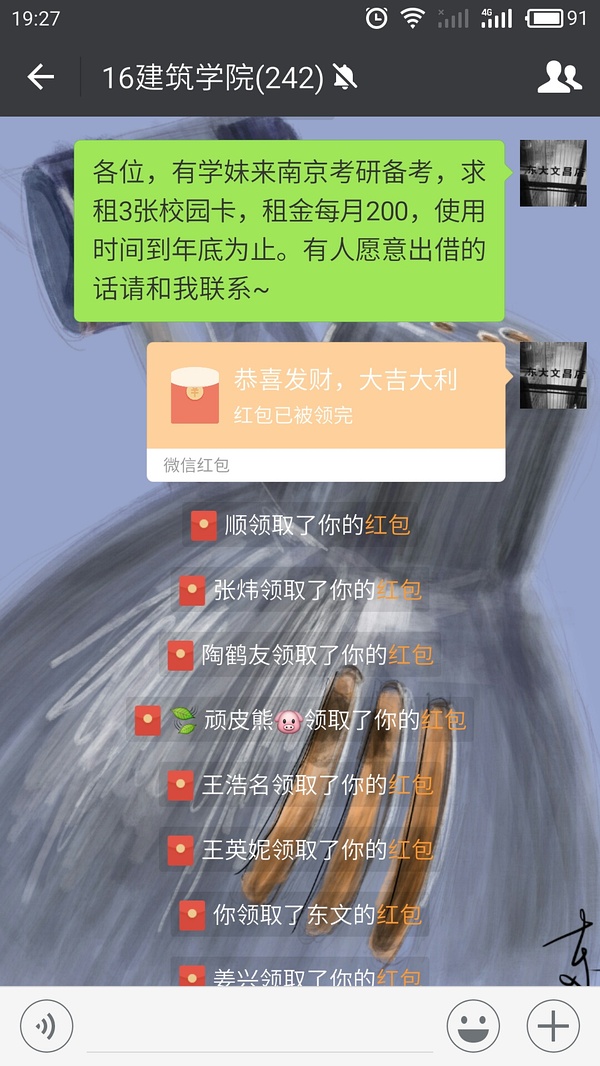 19:27
4G
91
16建筑学院(242)
各位，有学妹来南京考研备考，求
租3张校园卡，租金每月200，使用
时间到年底为止。有人愿意出借的
话请和我联系~
东大文昌店
恭喜发财，大吉大利
红包已被领完
微信红包
东大文昌店
顺领取了你的红包
张炜领取了你的红包
陶鹤友领取了你的红包
顽皮熊🐷领取了你的红包
王浩名领取了你的红包
王英妮领取了你的红包
你领取了东文的红包
姜兴领取了你的红包